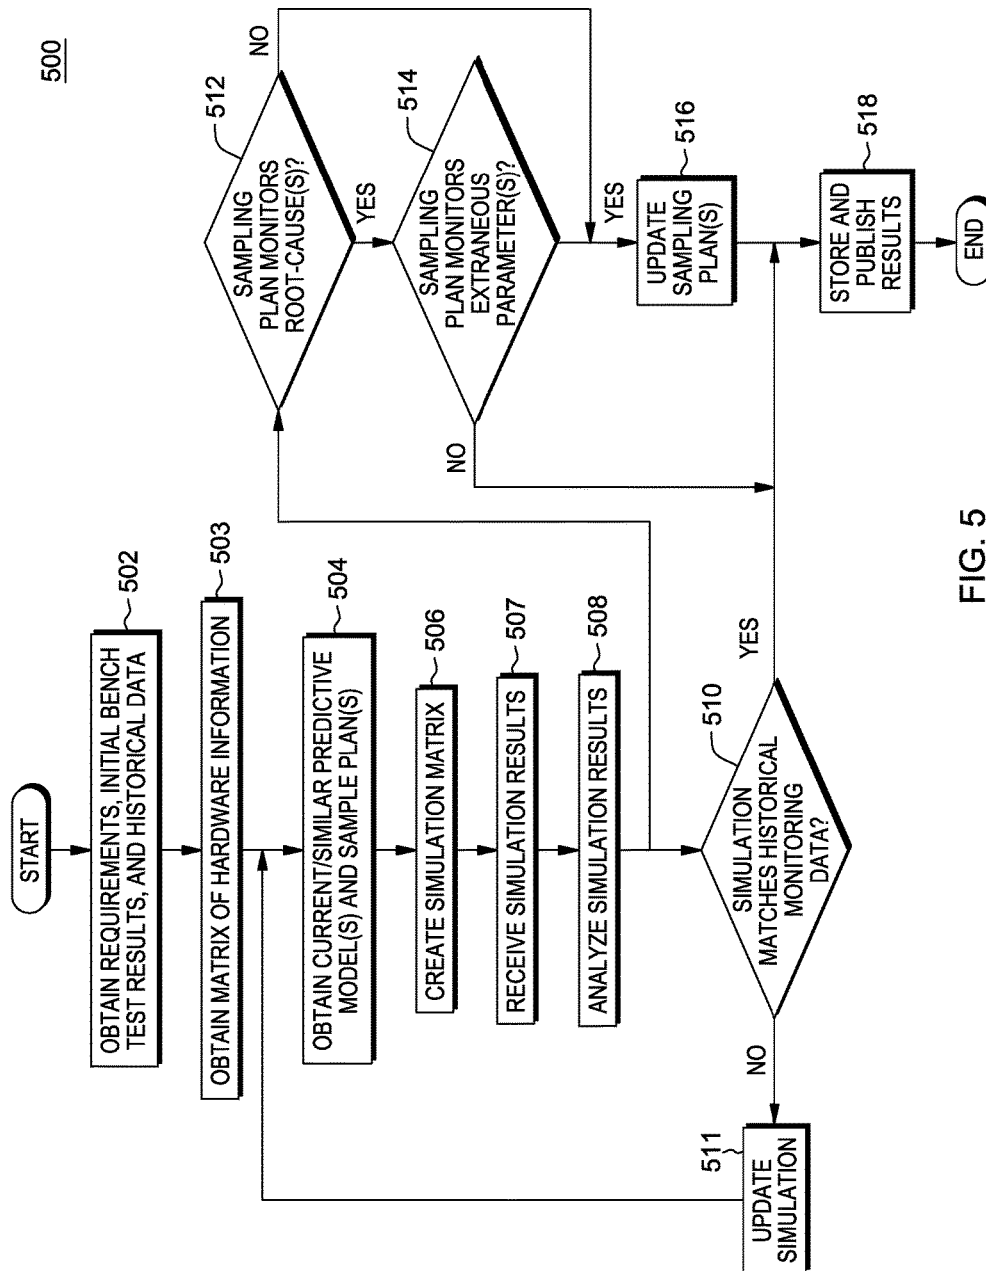 500
START
OBTAIN REQUIREMENTS, INITIAL BENCH
TEST RESULTS, AND HISTORICAL DATA
502
OBTAIN MATRIX OF HARDWARE INFORMATION
503
OBTAIN CURRENT/SIMILAR PREDICTIVE
MODEL(S) AND SAMPLE PLAN(S)
504
CREATE SIMULATION MATRIX
506
RECEIVE SIMULATION RESULTS
507
ANALYZE SIMULATION RESULTS
508
SIMULATION
MATCHES HISTORICAL
MONITORING
DATA?
510
NO
YES
UPDATE
SIMULATION
511
SAMPLING
PLAN MONITORS
ROOT-CAUSE(S)?
512
NO
YES
SAMPLING
PLAN MONITORS
EXTRANEOUS
PARAMETER(S)?
514
NO
YES
UPDATE
SAMPLING
PLAN(S)
516
STORE AND
PUBLISH
RESULTS
518
END
FIG. 5